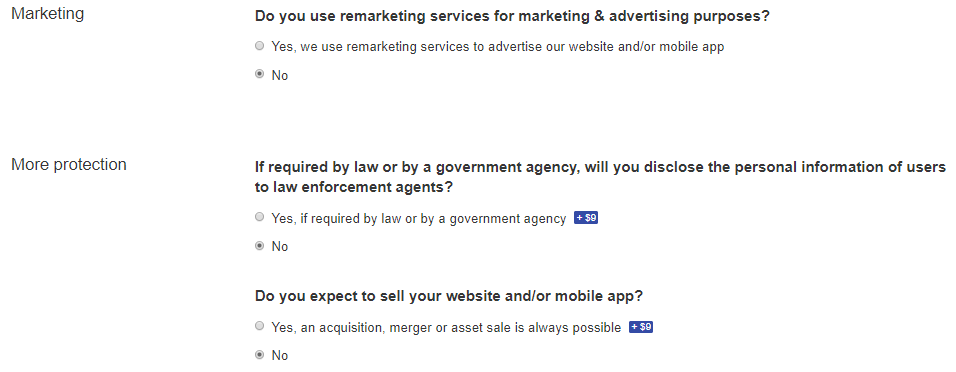 Marketing
Do you use remarketing services for marketing & advertising purposes?
Yes, we use remarketing services to advertise our website and/or mobile app
No
More protection
If required by law or by a government agency, will you disclose the personal information of users
to law enforcement agents?
Yes, if required by law or by a government agency + $9
No
Do you expect to sell your website and/or mobile app?
Yes, an acquisition, merger or asset sale is always possible + $9
No